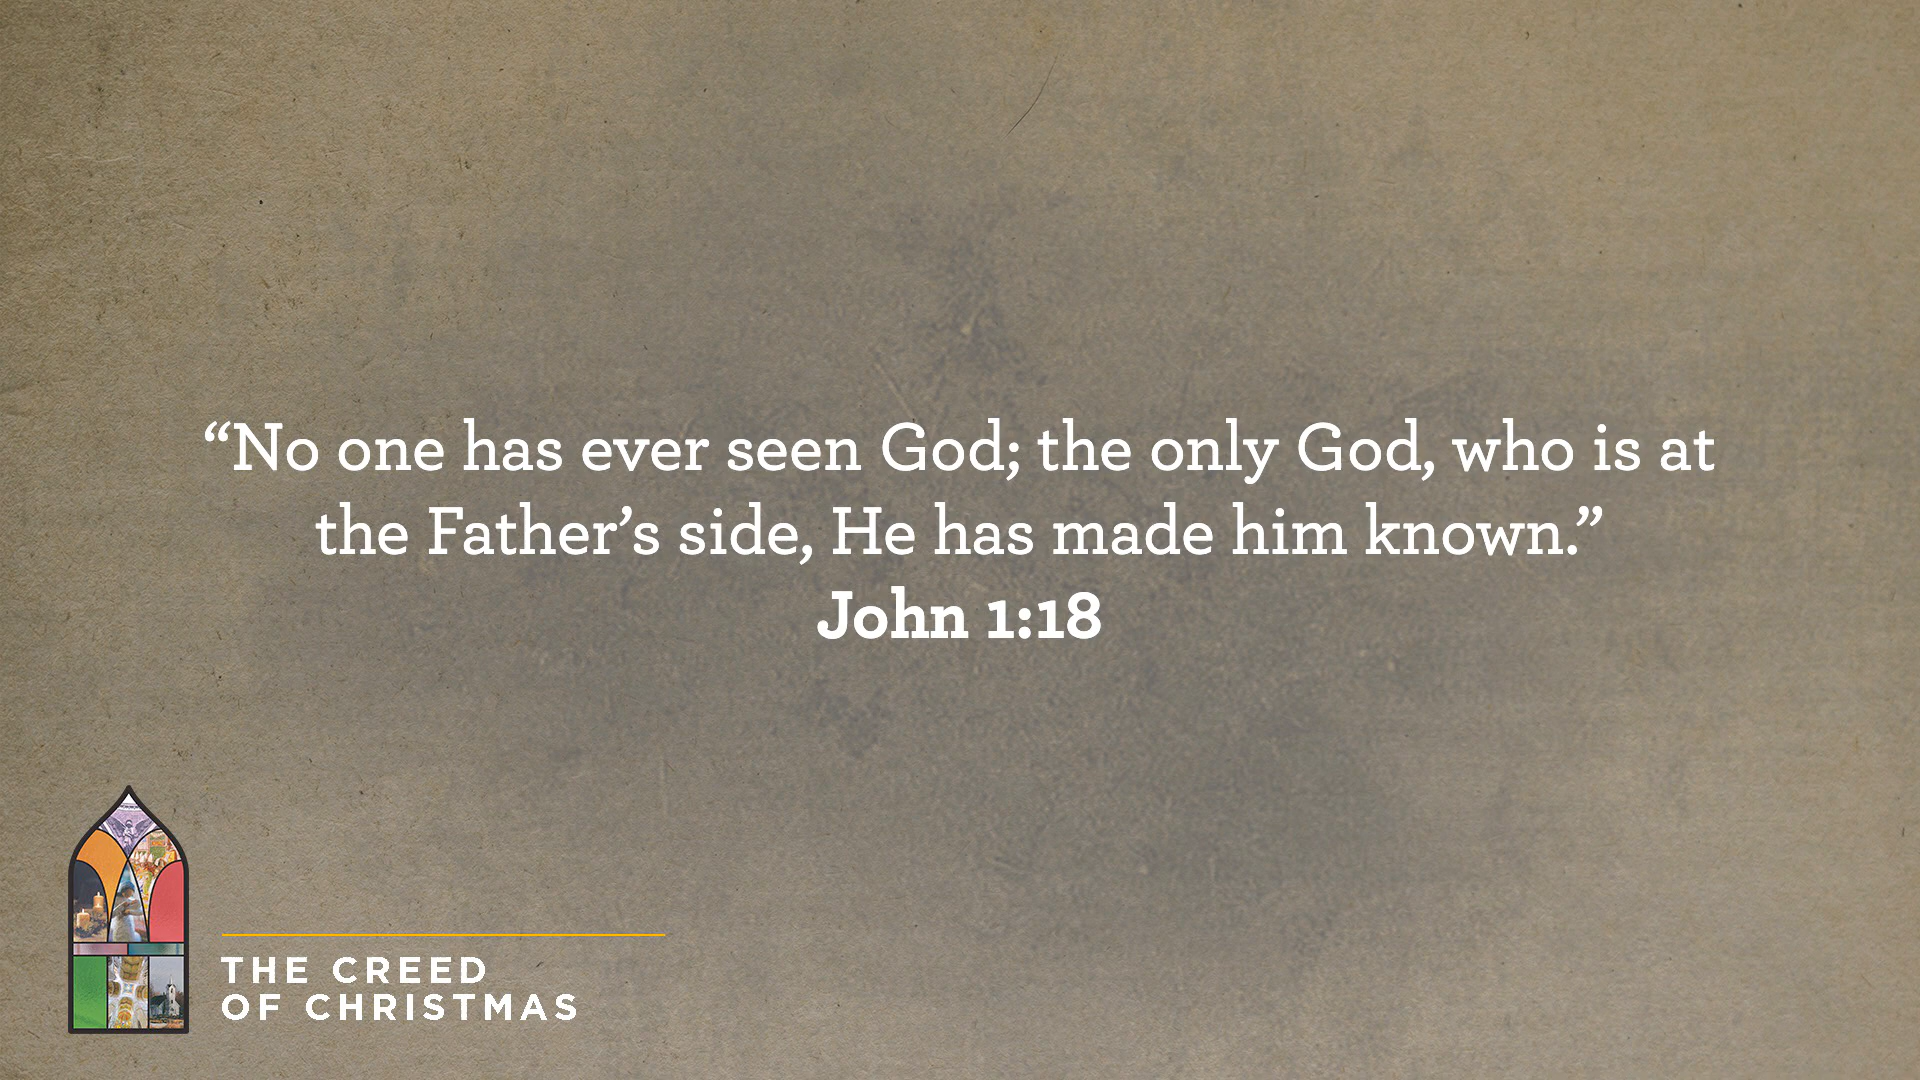 “No one has ever seen God; the only God, who is at
the Father’s side, He has made him known.”
John 1:18
THE CREED
OF CHRISTMAS